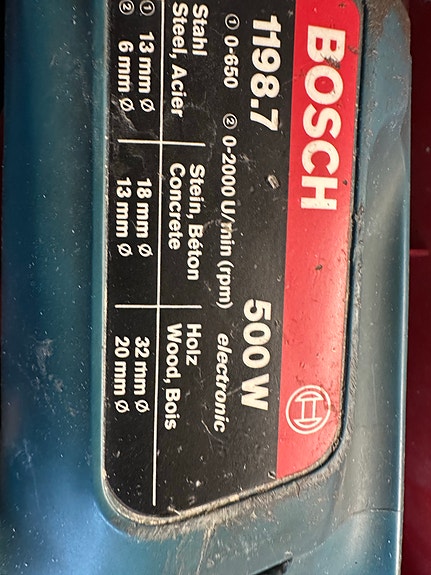 BOSCH
1198.7 500 W
① 0-650 ② 0-2000 U/min (rpm) electronic
Stahl Stein, Béton Holz
Steel, Acier Concrete Wood, Bois
① 13 mm Ø 18 mm Ø 32 mm Ø
② 6 mm Ø 13 mm Ø 20 mm Ø